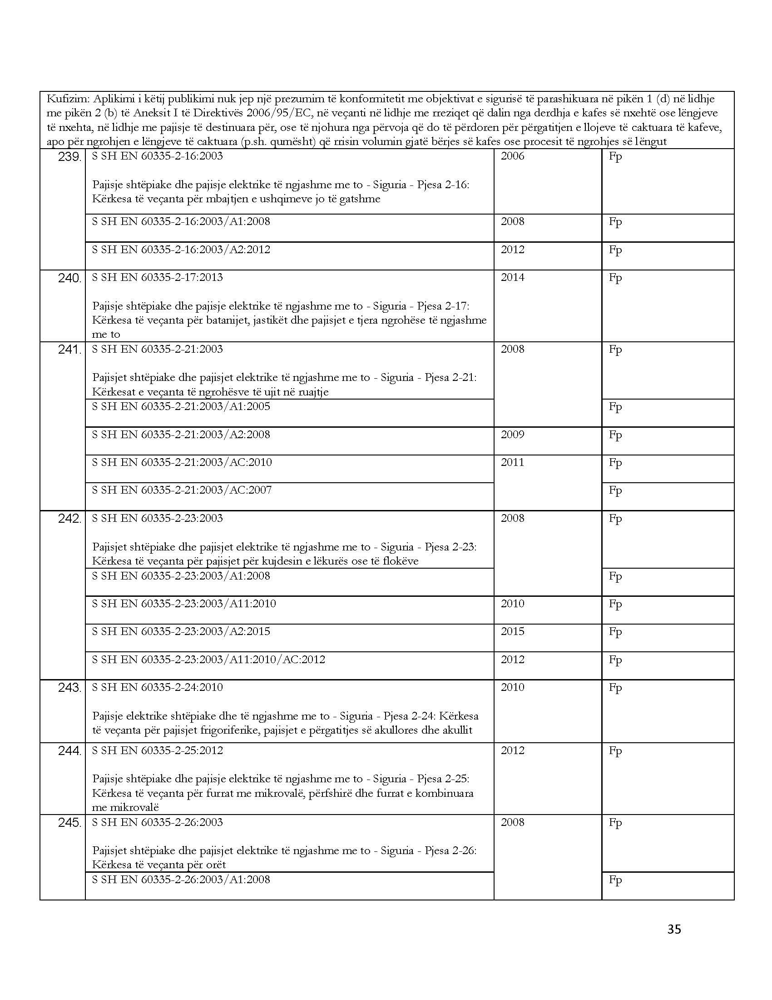 Kufizim: Aplikimi i këtij publikimi nuk jep një prezumim të konformitetit me objektivat e sigurisë të parashikuara në pikën 1 (d) në lidhje
me pikën 2 (b) të Aneksit I të Direktivës 2006/95/EC, në veçanti në lidhje me rreziqet që dalin nga derdhja e kafes së nxehtë ose lëngjeve
të nxehta, në lidhje me pajisje të destinuara për, ose të njohura nga përvoja që do të përdoren për përgatitjen e llojeve të caktuara të kafeve,
apo për ngrohjen e lëngjeve të caktuara (p.sh. qumësht) që rrisin volumin gjatë bërjes së kafes ose procesit të ngrohjes së lëngut
239. S SH EN 60335-2-16:2003 2006 Fp
Pajisje shtëpiake dhe pajisje elektrike të ngjashme me to - Siguria - Pjesa 2-16:
Kërkesa të veçanta për mbajtjen e ushqimeve jo të gatshme
S SH EN 60335-2-16:2003/A1:2008 2008 Fp
S SH EN 60335-2-16:2003/A2:2012 2012 Fp
240. S SH EN 60335-2-17:2013 2014 Fp
Pajisje shtëpiake dhe pajisje elektrike të ngjashme me to - Siguria - Pjesa 2-17:
Kërkesa të veçanta për batanijet, jastikët dhe pajisjet e tjera ngrohëse të ngjashme
me to
241. S SH EN 60335-2-21:2003 2008 Fp
Pajisjet shtëpiake dhe pajisjet elektrike të ngjashme me to - Siguria - Pjesa 2-21:
Kërkesat e veçanta të ngrohësve të ujit në ruajtje
S SH EN 60335-2-21:2003/A1:2005 Fp
S SH EN 60335-2-21:2003/A2:2008 2009 Fp
S SH EN 60335-2-21:2003/AC:2010 2011 Fp
S SH EN 60335-2-21:2003/AC:2007 Fp
242. S SH EN 60335-2-23:2003 2008 Fp
Pajisjet shtëpiake dhe pajisjet elektrike të ngjashme me to - Siguria - Pjesa 2-23:
Kërkesa të veçanta për pajisjet për kujdesin e lëkurës ose të flokëve
S SH EN 60335-2-23:2003/A1:2008 Fp
S SH EN 60335-2-23:2003/A11:2010 2010 Fp
S SH EN 60335-2-23:2003/A2:2015 2015 Fp
S SH EN 60335-2-23:2003/A11:2010/AC:2012 2012 Fp
243. S SH EN 60335-2-24:2010 2010 Fp
Pajisje elektrike shtëpiake dhe të ngjashme me to - Siguria - Pjesa 2-24: Kërkesa
të veçanta për pajisjet frigoriferike, pajisjet e përgatitjes së akullores dhe akullit
244. S SH EN 60335-2-25:2012 2012 Fp
Pajisje shtëpiake dhe pajisje elektrike të ngjashme me to - Siguria - Pjesa 2-25:
Kërkesa të veçanta për furrat me mikrovalë, përfshirë dhe furrat e kombinuara
me mikrovalë
245. S SH EN 60335-2-26:2003 2008 Fp
Pajisjet shtëpiake dhe pajisjet elektrike të ngjashme me to - Siguria - Pjesa 2-26:
Kërkesa të veçanta për orët
S SH EN 60335-2-26:2003/A1:2008 Fp
35